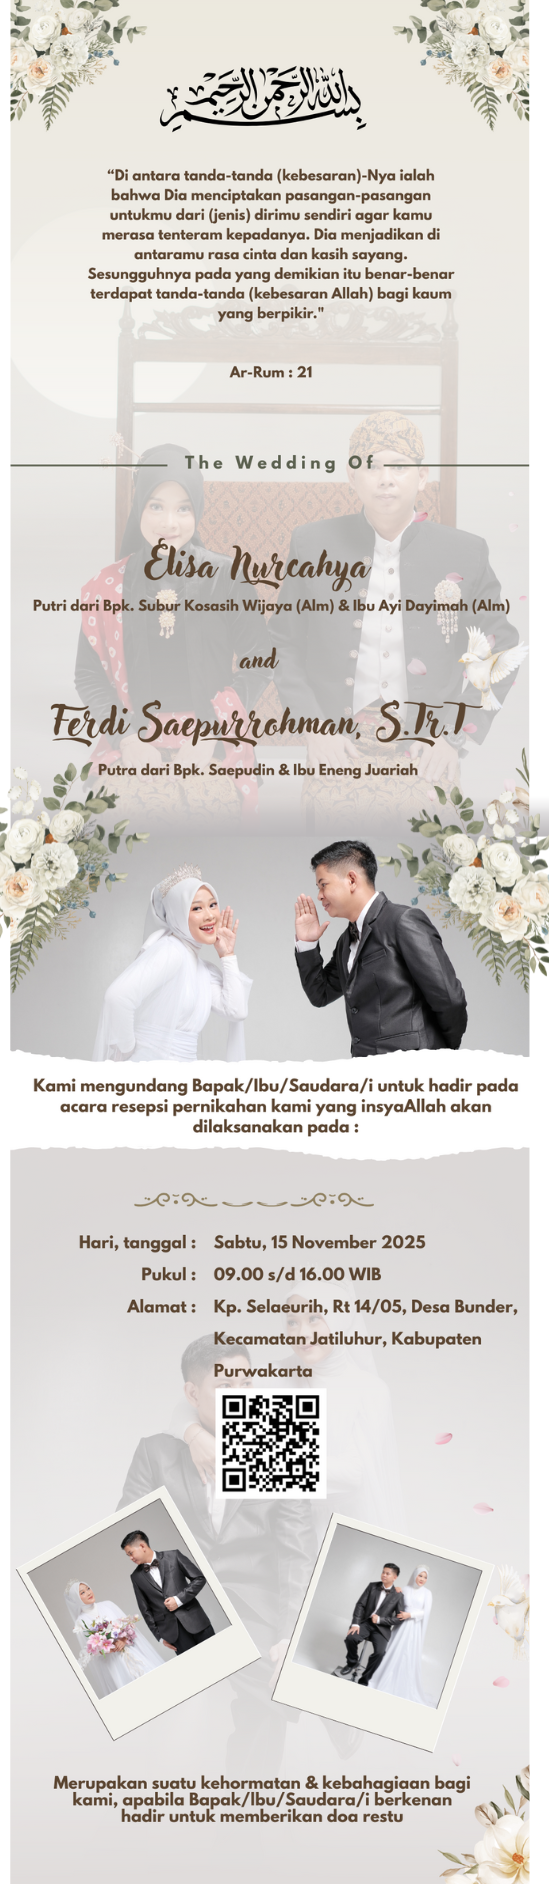 بسم الله الرحمن الرحيم
“Di antara tanda-tanda (kebesaran)-Nya ialah
bahwa Dia menciptakan pasangan-pasangan
untukmu dari (jenis) dirimu sendiri agar kamu
merasa tenteram kepadanya. Dia menjadikan di
antaramu rasa cinta dan kasih sayang.
Sesungguhnya pada yang demikian itu benar-benar
terdapat tanda-tanda (kebesaran Allah) bagi kaum
yang berpikir."
Ar-Rum : 21
The Wedding Of
Elisa Nurcahya
Putri dari Bpk. Subur Kosasih Wijaya (Alm) & Ibu Ayi Dayimah (Alm)
and
Ferdi Saepurrohman, S.Tr.T
Putra dari Bpk. Saepudin & Ibu Eneng Juariah
Kami mengundang Bapak/Ibu/Saudara/i untuk hadir pada
acara resepsi pernikahan kami yang insyaAllah akan
dilaksanakan pada :
Hari, tanggal : Sabtu, 15 November 2025
Pukul : 09.00 s/d 16.00 WIB
Alamat : Kp. Selaeurih, Rt 14/05, Desa Bunder,
Kecamatan Jatiluhur, Kabupaten
Purwakarta
Merupakan suatu kehormatan & kebahagiaan bagi
kami, apabila Bapak/Ibu/Saudara/i berkenan
hadir untuk memberikan doa restu